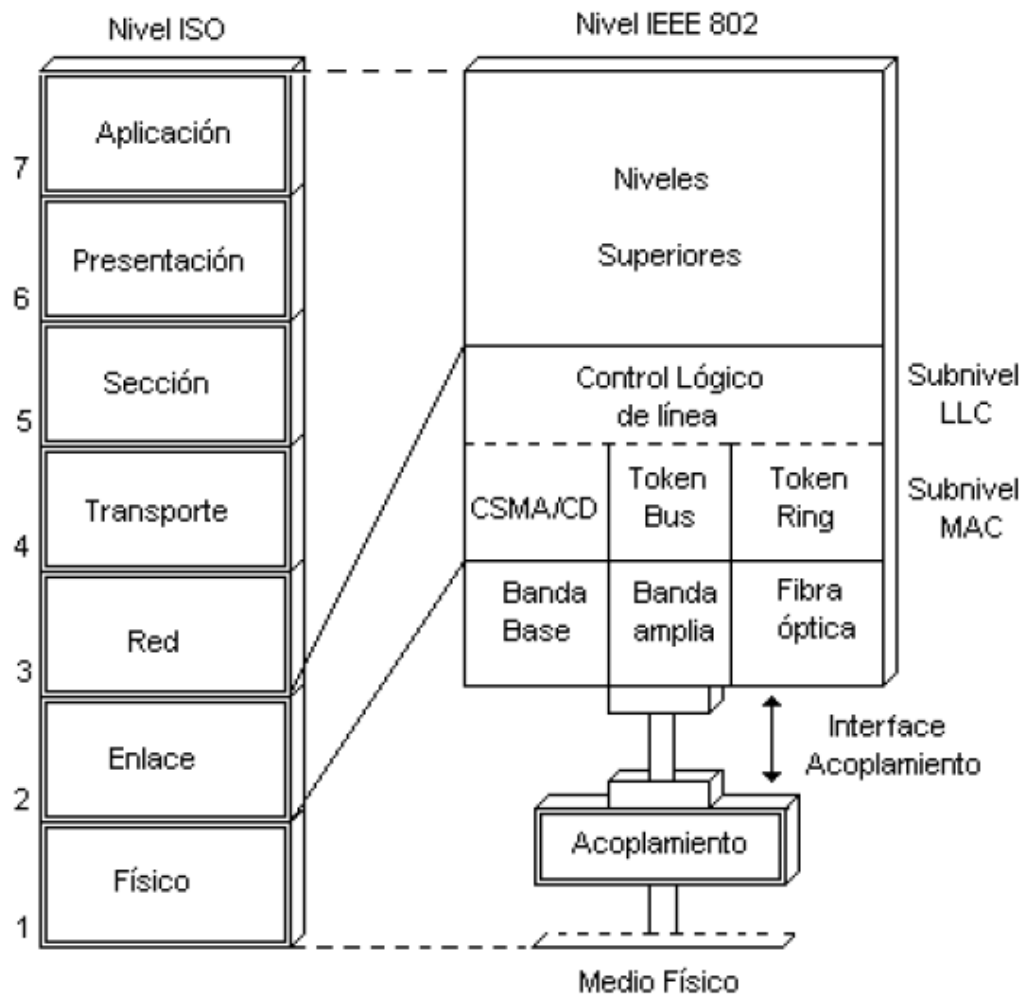 Nivel ISO
Nivel IEEE 802
Aplicación
7
Presentación
6
Sección
5
Transporte
4
Red
3
Enlace
2
Físico
1
Niveles
Superiores
Control Lógico
de línea
Subnivel
LLC
CSMA/CD
Token
Bus
Token
Ring
Subnivel
MAC
Banda
Base
Banda
amplia
Fibra
óptica
Interface
Acoplamiento
Acoplamiento
Medio Físico